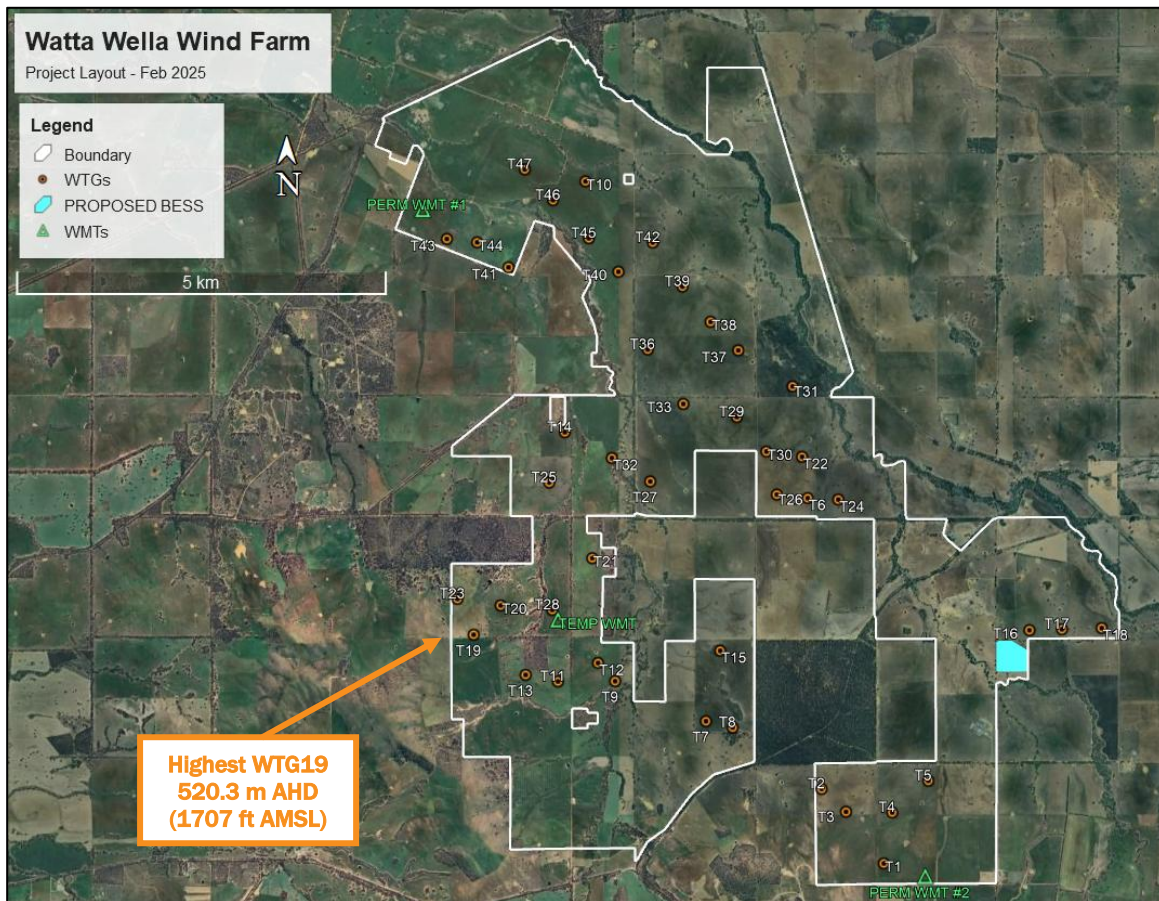 Watta Wella Wind Farm
Project Layout - Feb 2025
Legend
Boundary
WTGs
PROPOSED BESS
WMTs
N
5 km
T47
T10
T46
PERM WMT #1
T43
T44
T45
T42
T41
T40
T39
T38
T36
T37
T31
T33
T29
T14
T32
T30
T22
T25
T27
T26
T6
T24
T21
T23
T20
T28
TEMP WMT
T19
T16
T17
T18
T15
T12
T13
T11
T9
T7
T8
Highest WTG19
520.3 m AHD
(1707 ft AMSL)
T2
T5
T3
T4
T1
PERM WMT #2